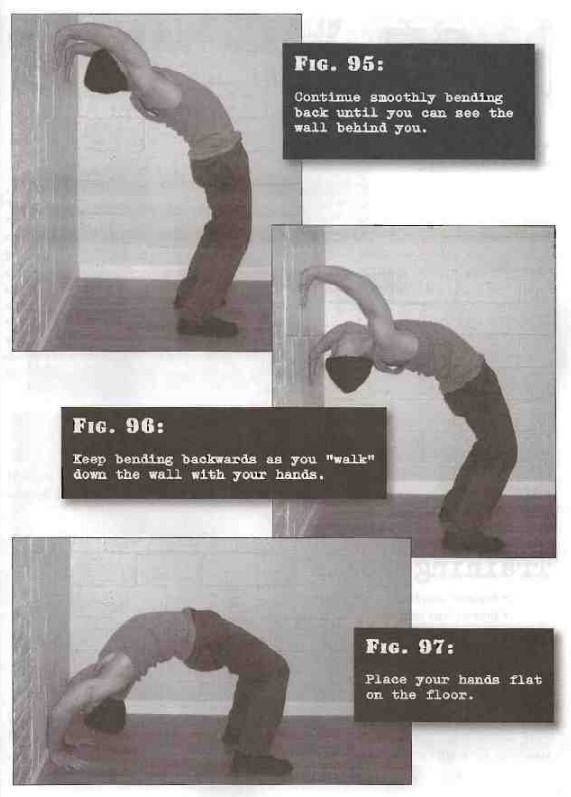 FIG. 95:
Continue smoothly bending
back until you can see the
wall behind you.
FIG. 96:
Keep bending backwards as you "walk"
down the wall with your hands.
FIG. 97:
Place your hands flat
on the floor.